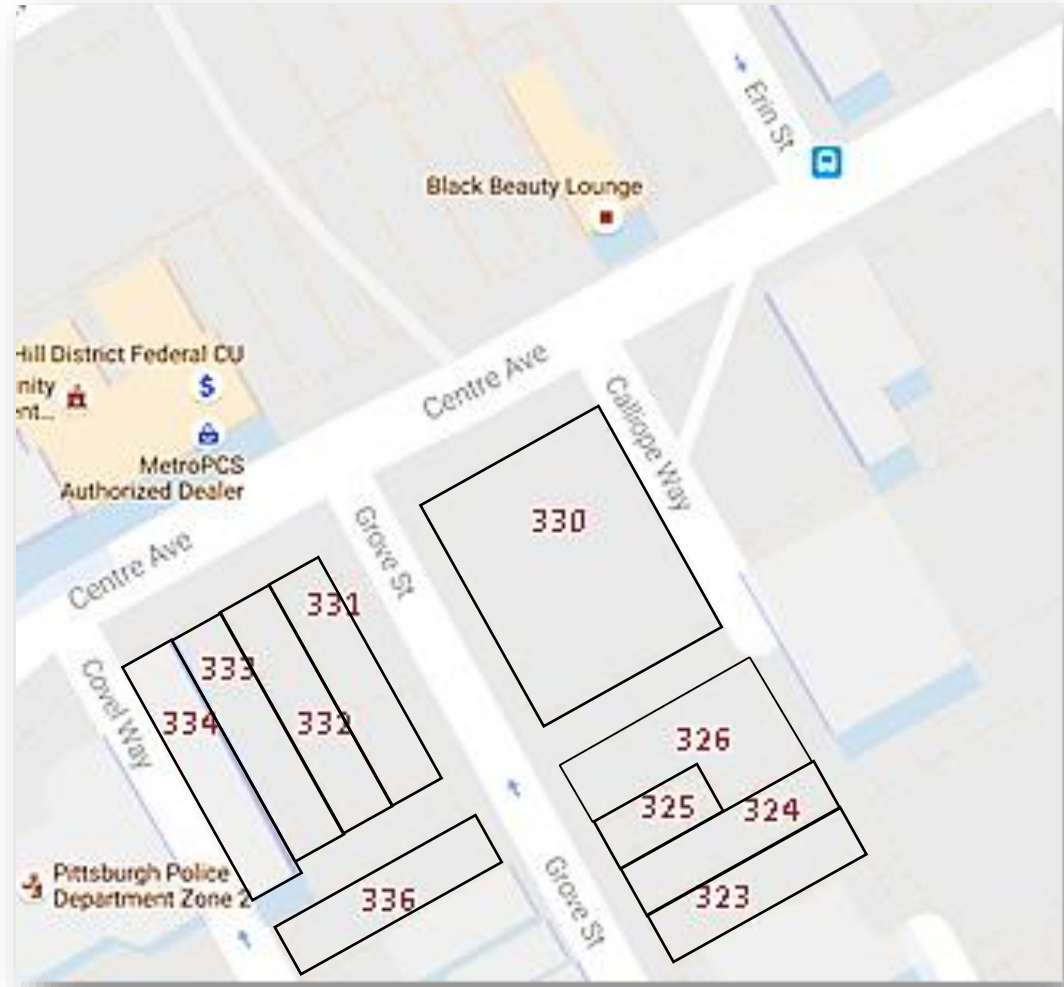 Erin St
Black Beauty Lounge
Hill District Federal CU
$
nity
ent...
MetroPCS
Authorized Dealer
Centre Ave
Calliope Way
330
Grove St
Centre Ave
331
333
332
334
Covel Way
326
325
324
323
336
Pittsburgh Police
Department Zone 2
Grove St